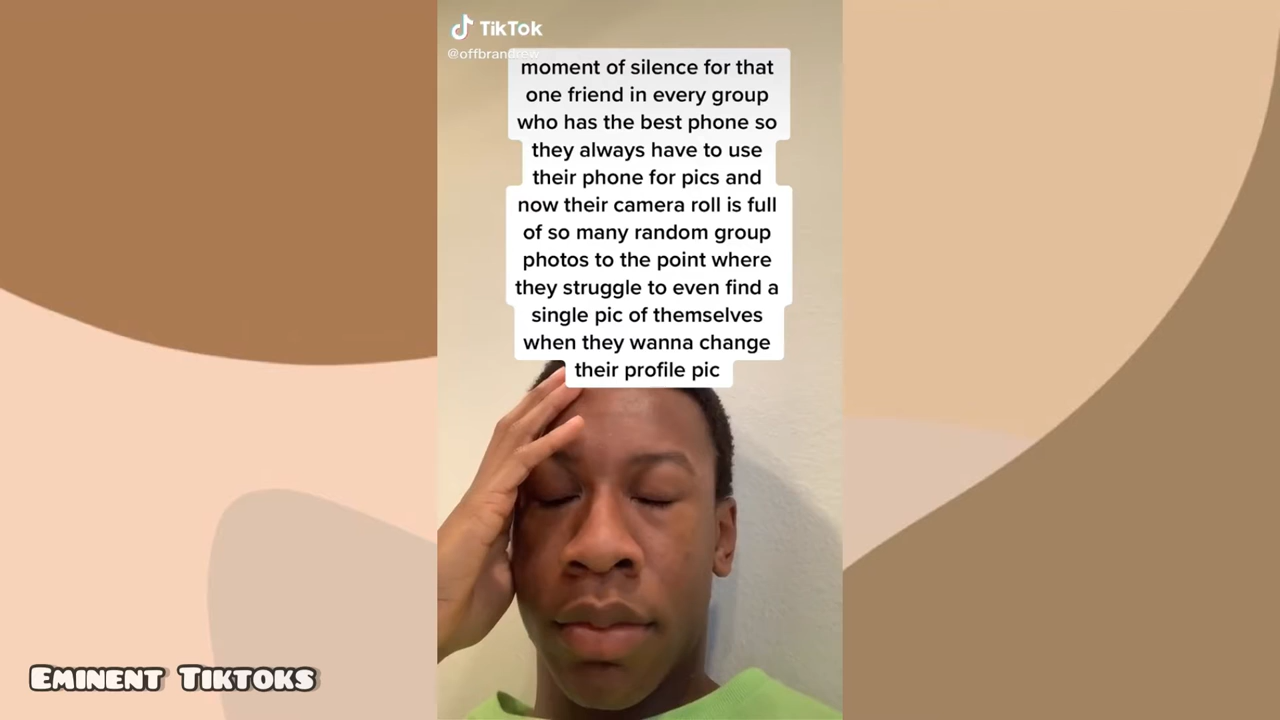 TikTok
@offbrandrew
moment of silence for that
one friend in every group
who has the best phone so
they always have to use
their phone for pics and
now their camera roll is full
of so many random group
photos to the point where
they struggle to even find a
single pic of themselves
when they wanna change
their profile pic
Eminent Tiktoks